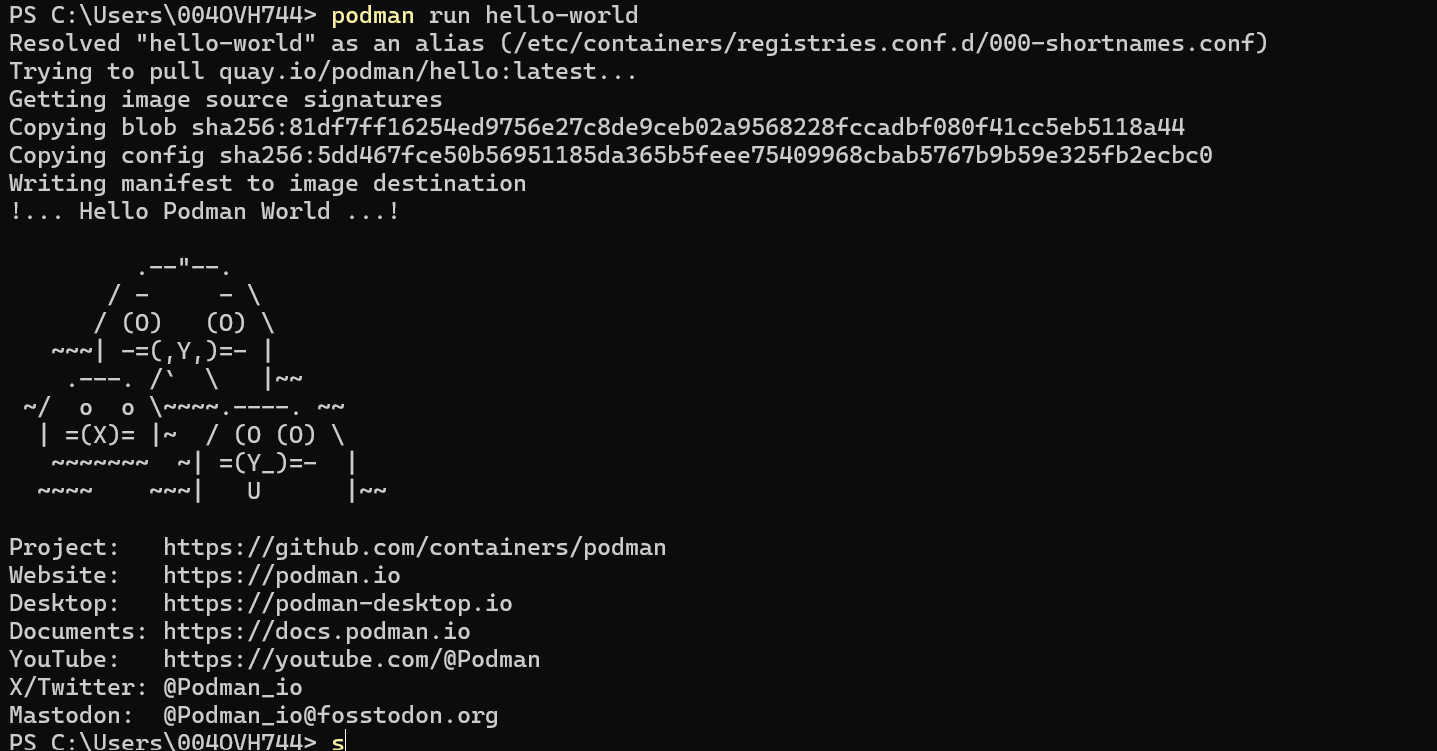 PS C:\Users\004OVH744> podman run hello-world
Resolved "hello-world" as an alias (/etc/containers/registries.conf.d/000-shortnames.conf)
Trying to pull quay.io/podman/hello:latest...
Getting image source signatures
Copying blob sha256:81df7ff16254ed9756e27c8de9ceb02a9568228fccadbf080f41cc5eb5118a44
Copying config sha256:5dd467fce50b56951185da365b5feee75409968cbab5767b9b59e325fb2ecbc0
Writing manifest to image destination
!... Hello Podman World ...!

         .--"--.
       / -     - \
      / (O)   (O) \
   ~~~| -=(,Y,)=- |
    .---. /`  \   |~~
 ~/  o  o \~~~~.----. ~~
  | =(X)= |~  / (O (O) \
   ~~~~~~~  ~| =(Y_)=-  |
  ~~~~    ~~~|   U      |~~

Project:   https://github.com/containers/podman
Website:   https://podman.io
Desktop:   https://podman-desktop.io
Documents: https://docs.podman.io
YouTube:   https://youtube.com/@Podman
X/Twitter: @Podman_io
Mastodon:  @Podman_io@fosstodon.org
PS C:\Users\004OVH744> s